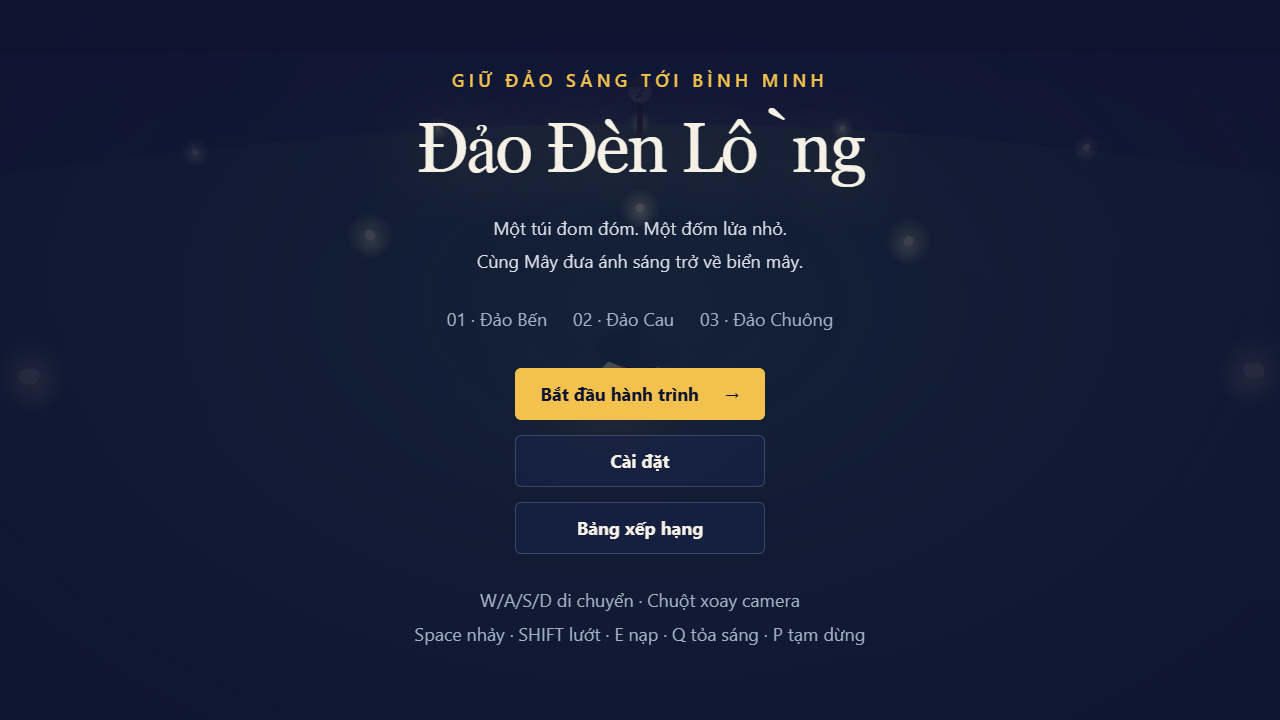 GIỮ ĐẢO SÁNG TỚI BÌNH MINH
Đảo Đèn Lồng
Một túi đom đóm. Một đốm lửa nhỏ.
Cùng Mây đưa ánh sáng trở về biển mây.
01 · Đảo Bến 02 · Đảo Cau 03 · Đảo Chuông
Bắt đầu hành trình →
Cài đặt
Bảng xếp hạng
W/A/S/D di chuyển · Chuột xoay camera
Space nhảy · SHIFT lướt · E nạp · Q tỏa sáng · P tạm dừng